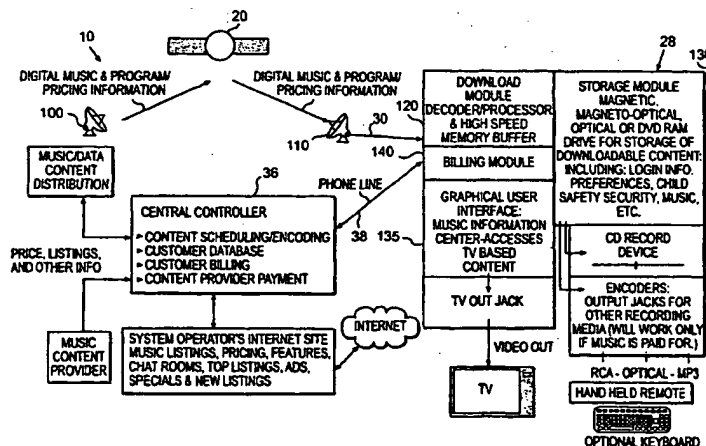 10
20
DIGITAL MUSIC & PROGRAM/
PRICING INFORMATION
DIGITAL MUSIC & PROGRAM/
PRICING INFORMATION
100
110
30
MUSIC/DATA
CONTENT
DISTRIBUTION
36
CENTRAL CONTROLLER
➤ CONTENT SCHEDULING/ENCODING
➤ CUSTOMER DATABASE
➤ CUSTOMER BILLING
➤ CONTENT PROVIDER PAYMENT
PHONE LINE
38
PRICE, LISTINGS,
AND OTHER INFO
MUSIC
CONTENT
PROVIDER
SYSTEM OPERATOR'S INTERNET SITE
MUSIC LISTINGS, PRICING, FEATURES,
CHAT ROOMS, TOP LISTINGS, ADS,
SPECIALS & NEW LISTINGS
INTERNET
120
DOWNLOAD
MODULE
DECODER/PROCESSOR
& HIGH SPEED
MEMORY BUFFER
140
BILLING MODULE
135
GRAPHICAL USER
INTERFACE:
MUSIC INFORMATION
CENTER-ACCESSES
TV BASED
CONTENT
TV OUT JACK
VIDEO OUT
TV
28
130
STORAGE MODULE
MAGNETIC,
MAGNETO-OPTICAL,
OPTICAL OR DVD RAM
DRIVE FOR STORAGE OF
DOWNLOADABLE CONTENT:
INCLUDING: LOGIN INFO.
PREFERENCES, CHILD
SAFETY SECURITY, MUSIC,
ETC.
CD RECORD
DEVICE
ENCODERS:
OUTPUT JACKS FOR
OTHER RECORDING
MEDIA (WILL WORK ONLY
IF MUSIC IS PAID FOR.)
RCA - OPTICAL - MP3
HAND HELD REMOTE
OPTIONAL KEYBOARD